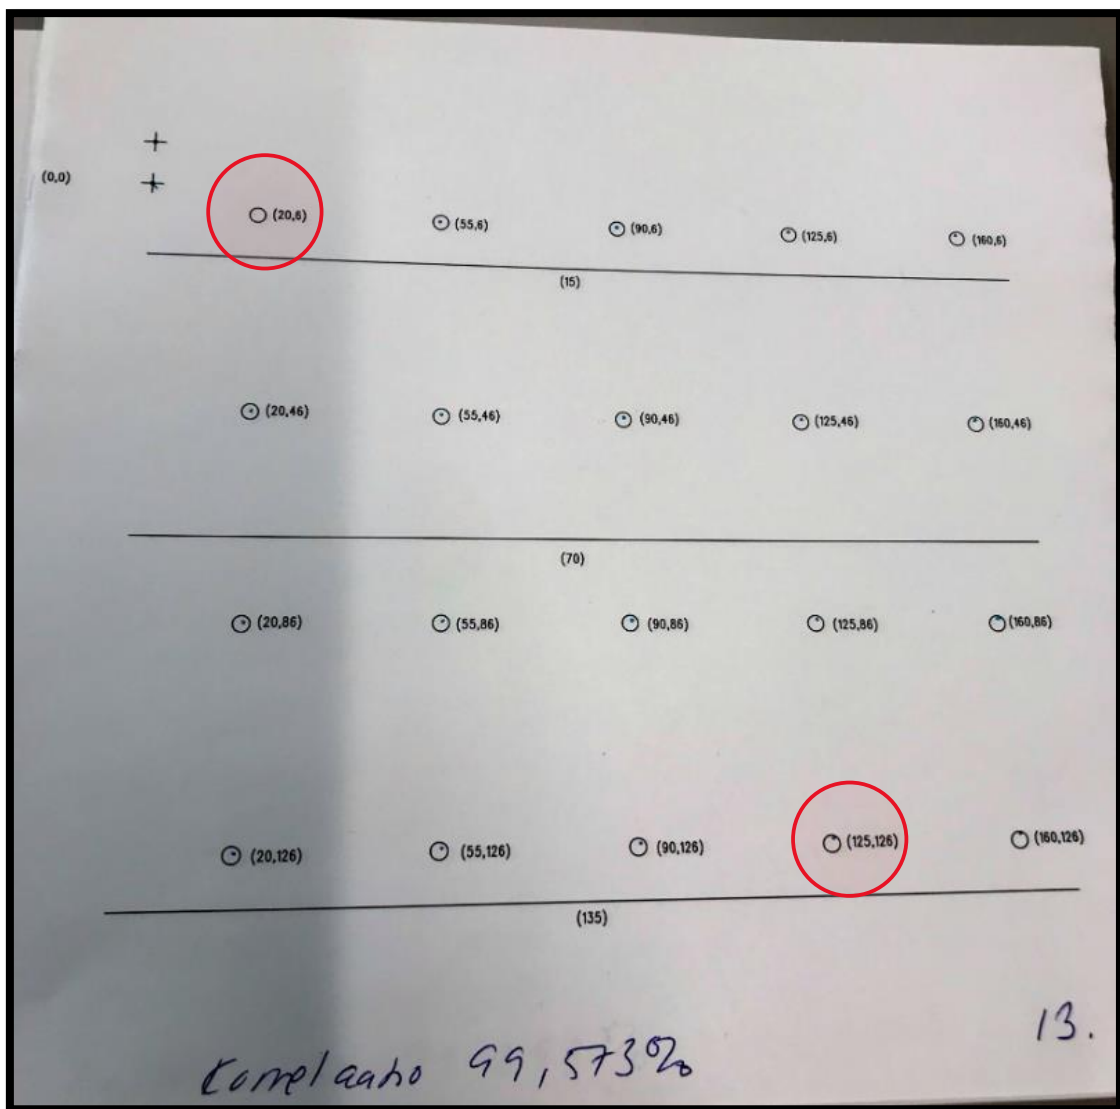 (0,0)
(20,6) (55,6) (90,6) (125,6) (160,6)
(15)
(20,46) (55,46) (90,46) (125,46) (160,46)
(70)
(20,86) (55,86) (90,86) (125,86) (160,86)
(20,126) (55,126) (90,126) (125,126) (160,126)
(135)
13.
Korrelaatio 99,573%